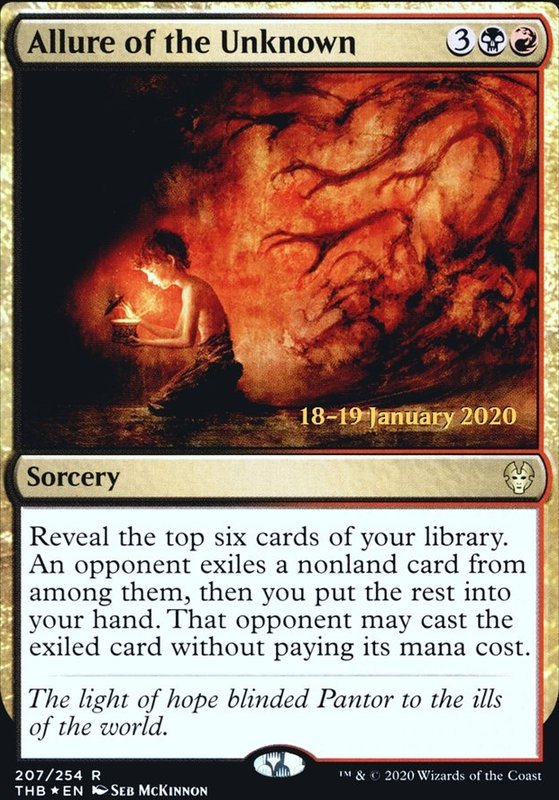 Allure of the Unknown 3
18–19 January 2020
Sorcery
Reveal the top six cards of your library.
An opponent exiles a nonland card from
among them, then you put the rest into
your hand. That opponent may cast the
exiled card without paying its mana cost.
The light of hope blinded Pantor to the ills
of the world.
207/254 R
THB ★ EN Seb McKinnon
™ & © 2020 Wizards of the Coast